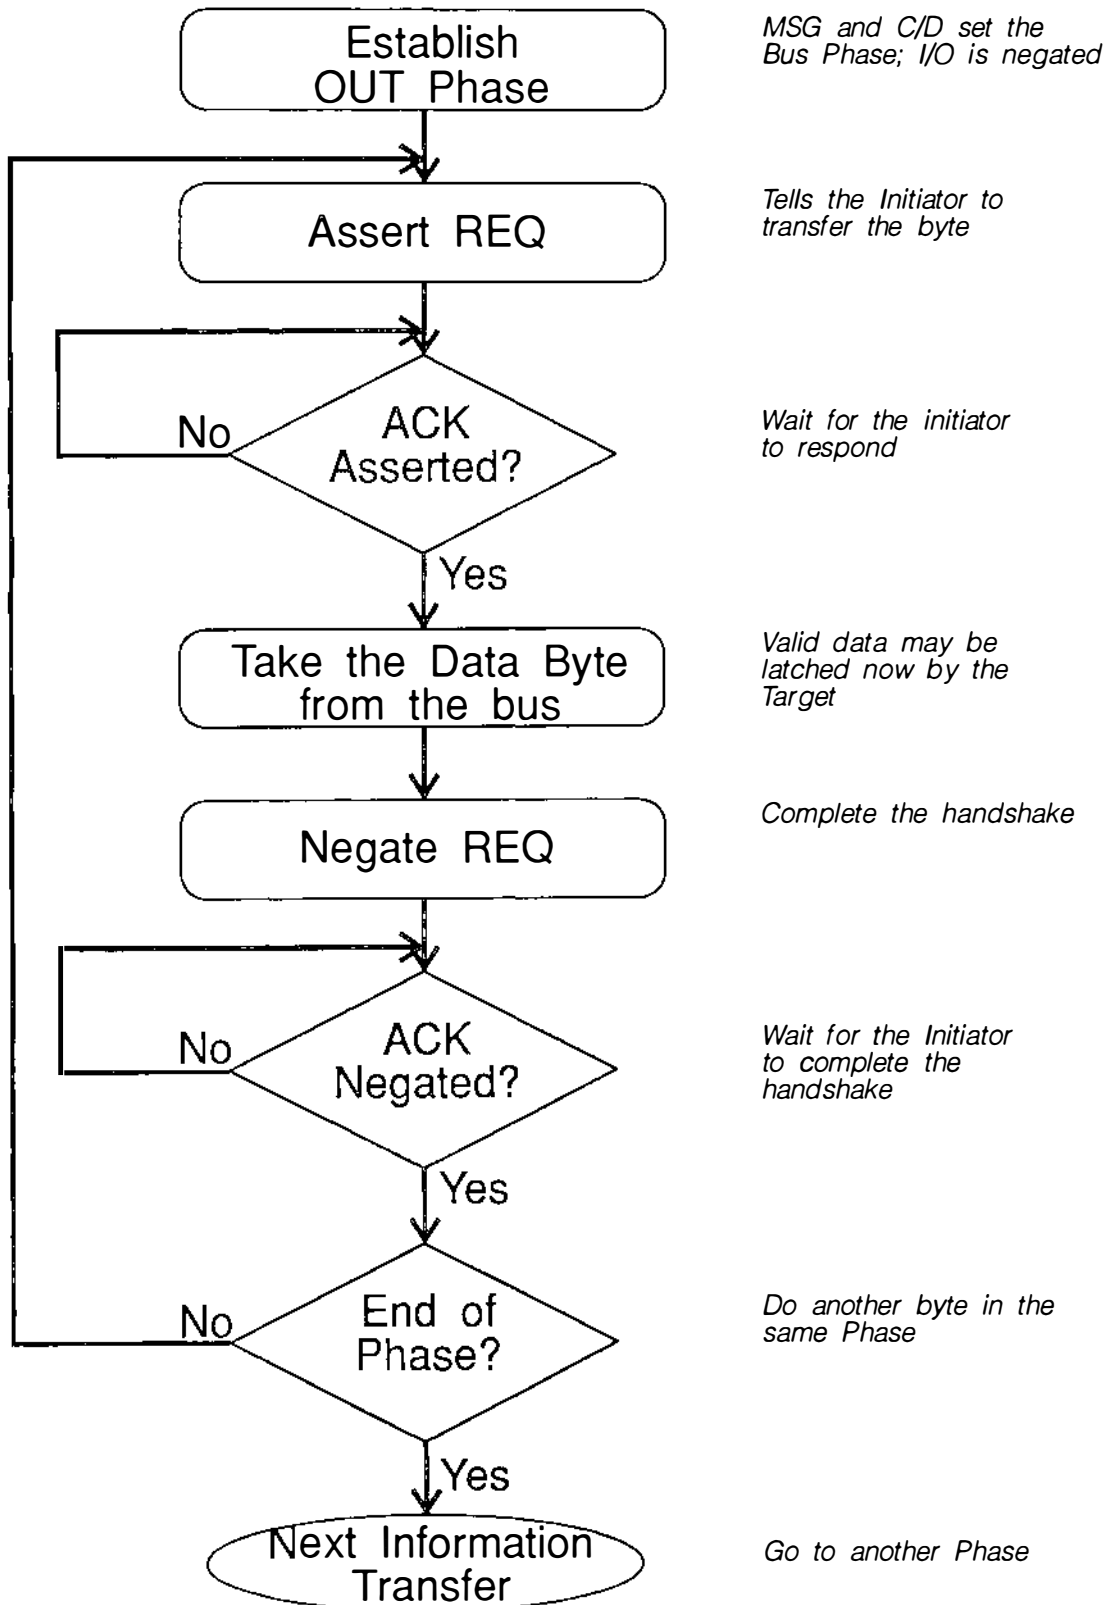 Establish
OUT Phase
MSG and C/D set the
Bus Phase; I/O is negated
Assert REQ
Tells the Initiator to
transfer the byte
ACK
Asserted?
No
Yes
Wait for the initiator
to respond
Take the Data Byte
from the bus
Valid data may be
latched now by the
Target
Negate REQ
Complete the handshake
ACK
Negated?
No
Yes
Wait for the Initiator
to complete the
handshake
End of
Phase?
No
Yes
Do another byte in the
same Phase
Next Information
Transfer
Go to another Phase